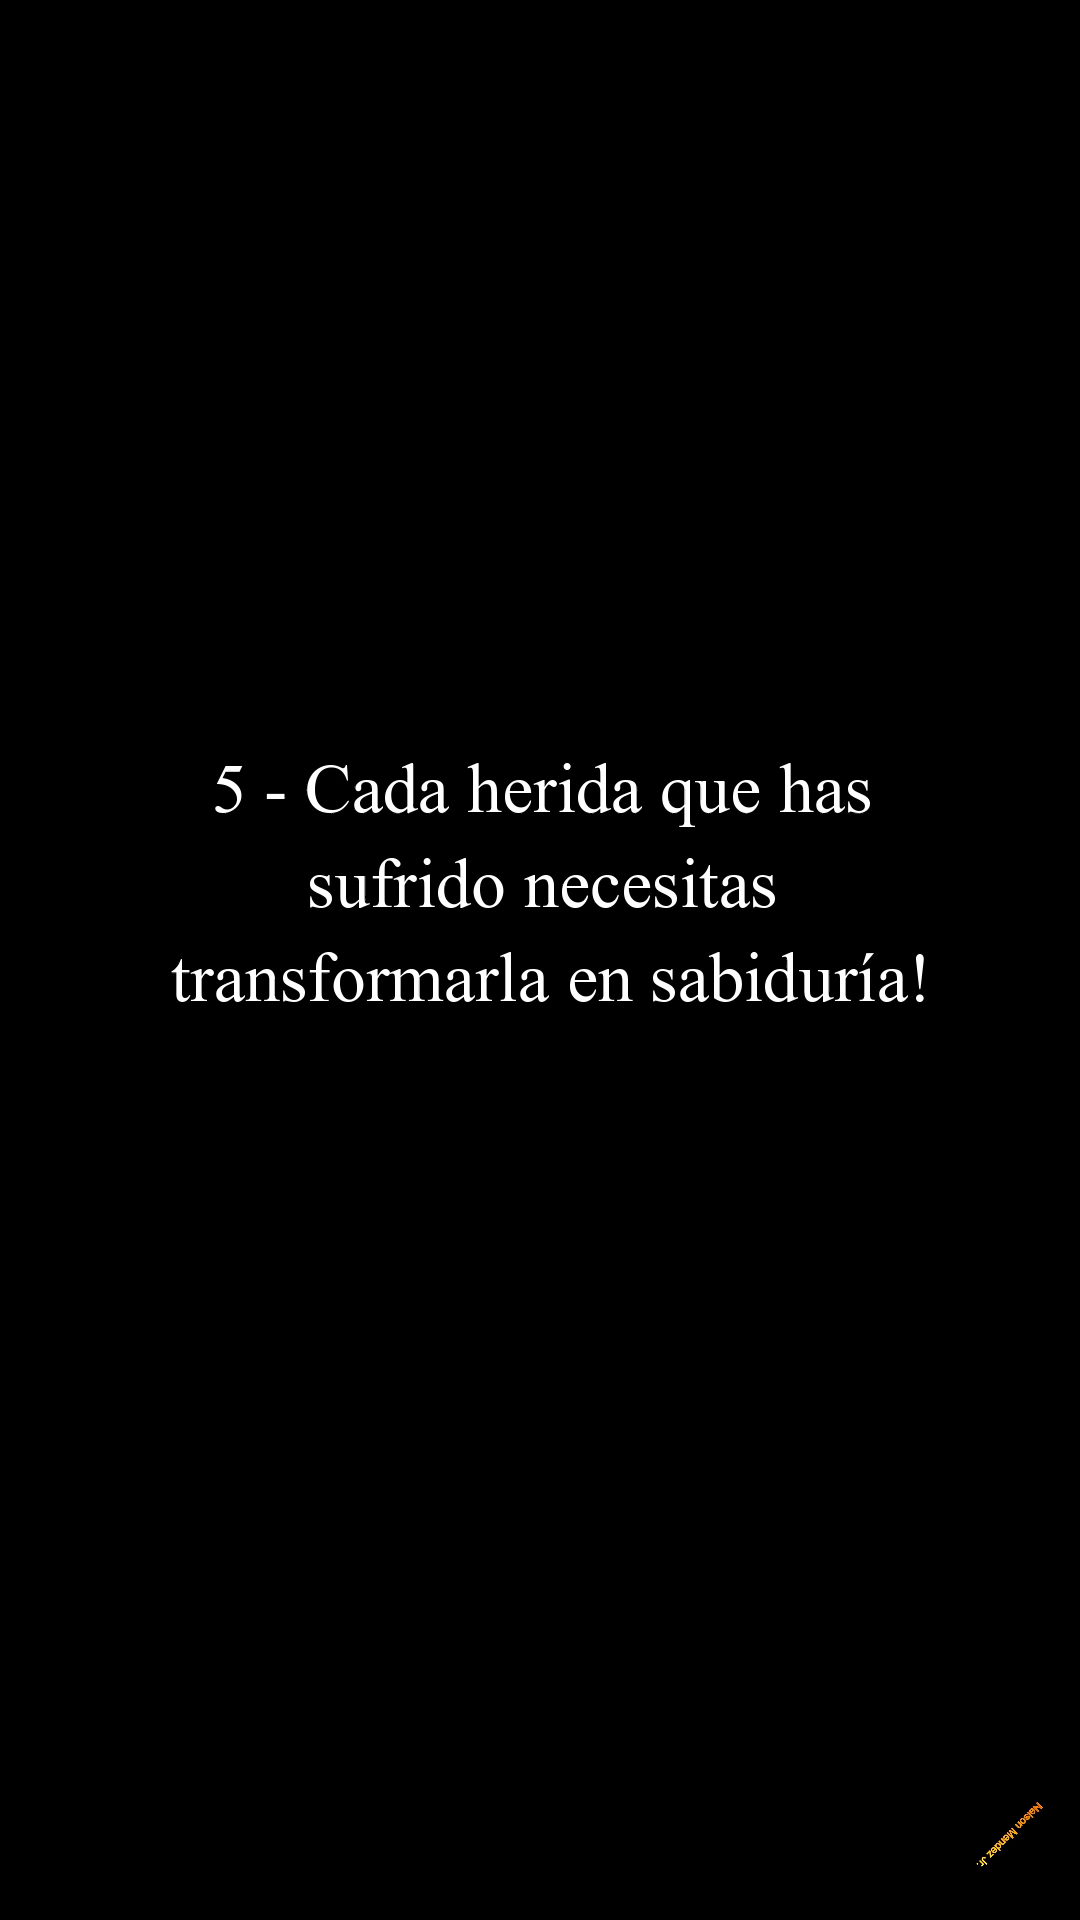 5 - Cada herida que has
sufrido necesitas
transformarla en sabiduría!
Nelson Mendez Jr.